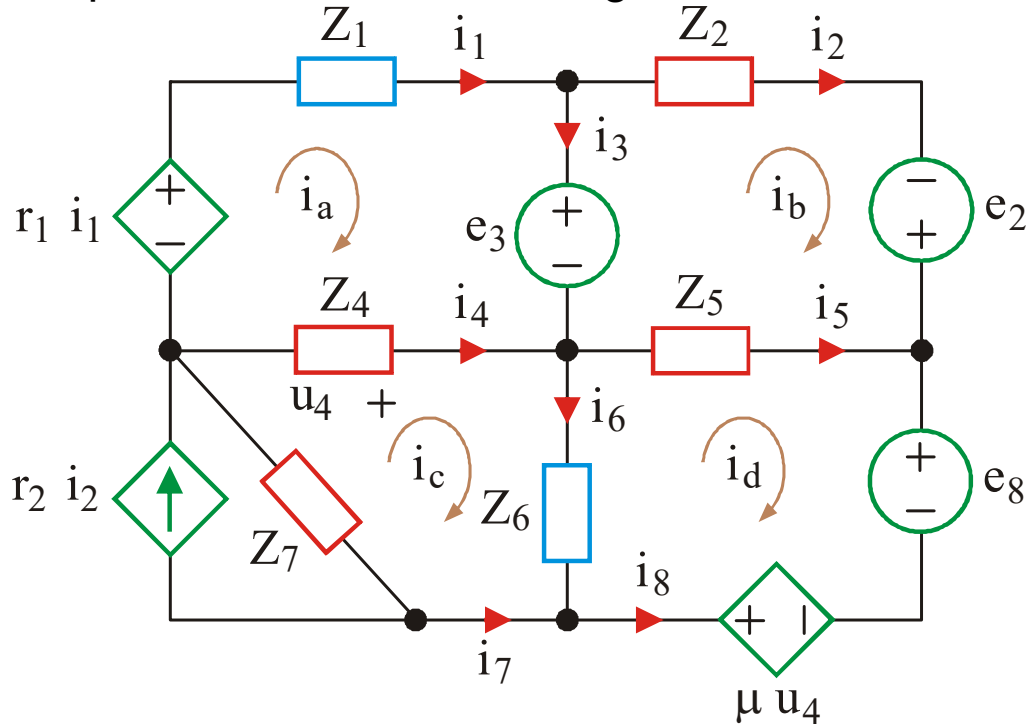 Z1 i1 Z2 i2
i3
r1 i1 + − ia e3 + − ib − + e2
Z4 i4 Z5 i5
u4 +
i6
r2 i2 Z7 ic Z6 id + − e8
i7 i8 + −
μ u4